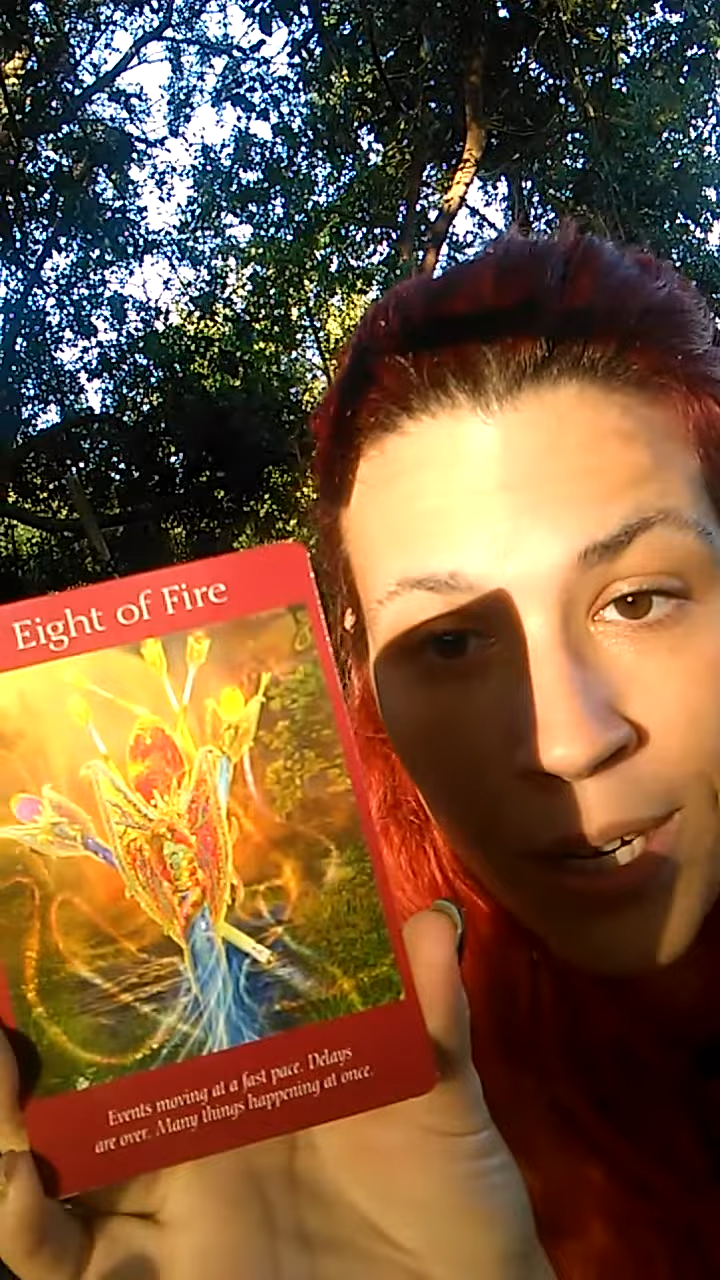 Eight of Fire
Events moving at a fast pace. Delays
are over. Many things happening at once.